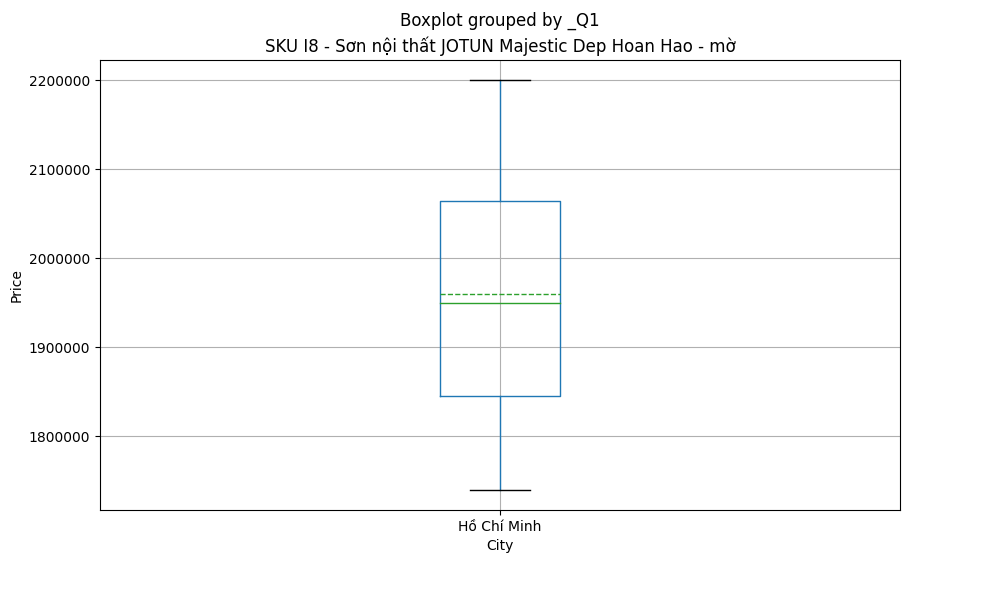 Boxplot grouped by _Q1
SKU I8 - Sơn nội thất JOTUN Majestic Dep Hoan Hao - mờ
2200000
2100000
2000000
1900000
1800000
Price
Hồ Chí Minh
City